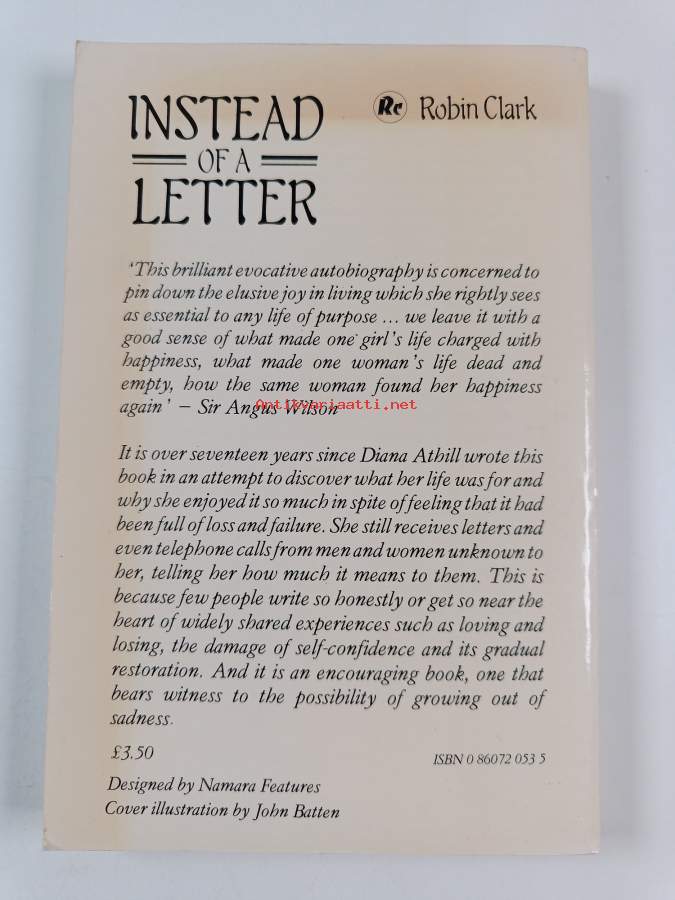 INSTEAD
OF A
LETTER
Rc Robin Clark
'This brilliant evocative autobiography is concerned to
pin down the elusive joy in living which she rightly sees
as essential to any life of purpose ... we leave it with a
good sense of what made one girl's life charged with
happiness, what made one woman's life dead and
empty, how the same woman found her happiness
again' – Sir Angus Wilson
Antikvariaatti.net
It is over seventeen years since Diana Athill wrote this
book in an attempt to discover what her life was for and
why she enjoyed it so much in spite of feeling that it had
been full of loss and failure. She still receives letters and
even telephone calls from men and women unknown to
her, telling her how much it means to them. This is
because few people write so honestly or get so near the
heart of widely shared experiences such as loving and
losing, the damage of self-confidence and its gradual
restoration. And it is an encouraging book, one that
bears witness to the possibility of growing out of
sadness.
£3.50
ISBN 0 86072 053 5
Designed by Namara Features
Cover illustration by John Batten